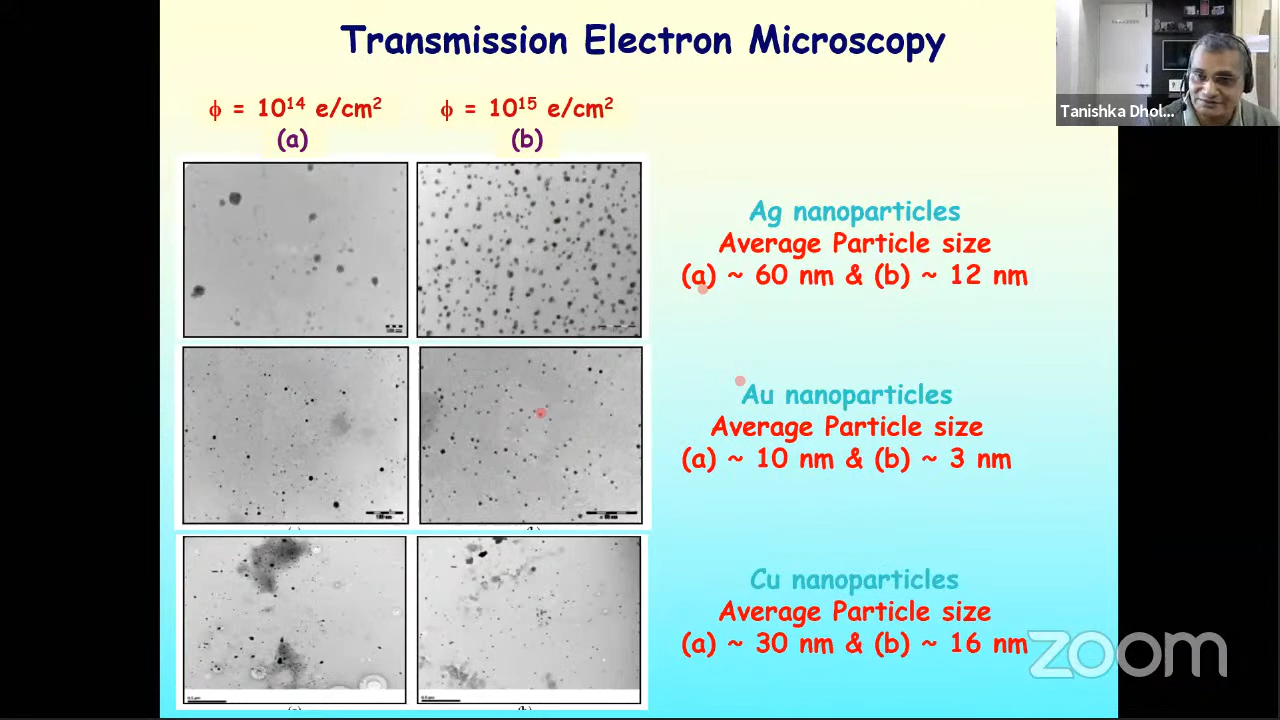 Transmission Electron Microscopy
ϕ = 10¹⁴ e/cm²
(a)
ϕ = 10¹⁵ e/cm²
(b)
Tanishka Dhol...
Ag nanoparticles
Average Particle size
(a) ~ 60 nm & (b) ~ 12 nm
Au nanoparticles
Average Particle size
(a) ~ 10 nm & (b) ~ 3 nm
Cu nanoparticles
Average Particle size
(a) ~ 30 nm & (b) ~ 16 nm
zoom